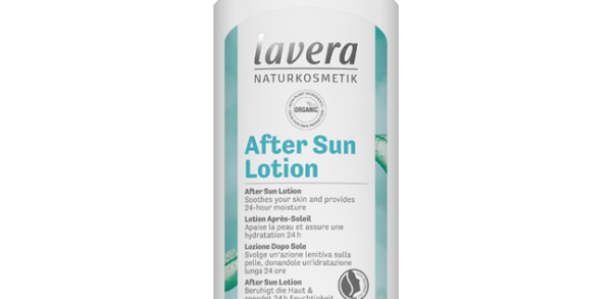 lavera
NATURKOSMETIK
ORGANIC
After Sun
Lotion
After Sun Lotion
Soothes your skin and provides
24-hour moisture
Lotion Après-Soleil
Apaise la peau et assure une
hydratation 24 h
Lozione Dopo Sole
Svolge un'azione lenitiva sulla
pelle, donandole un'idratazione
lunga 24 ore
After Sun Lotion
Beruhigt die Haut &
spendet 24 h Feuchtigkeit